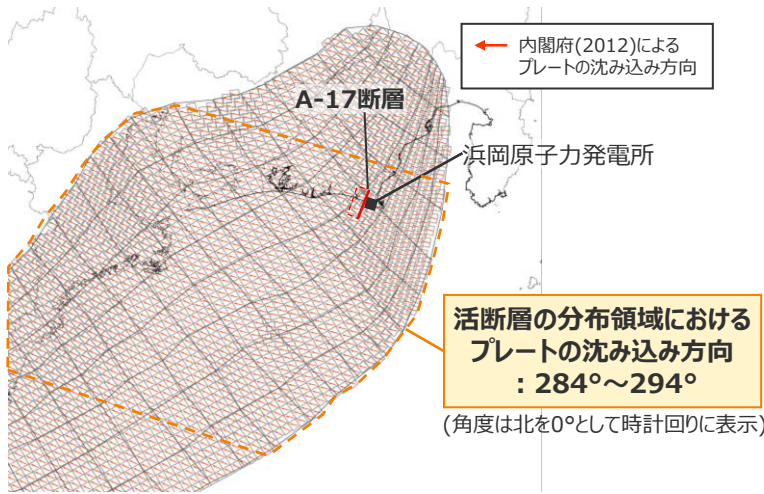 内閣府(2012)による
プレートの沈み込み方向
A-17断層
浜岡原子力発電所
活断層の分布領域における
プレートの沈み込み方向
：284°～294°
(角度は北を0°として時計回りに表示)